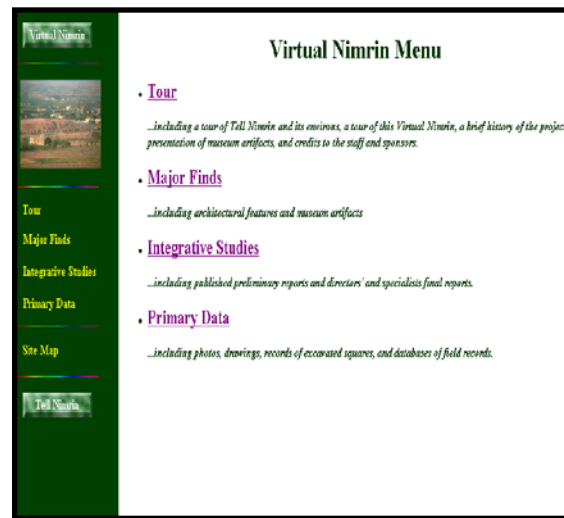 Virtual Nimrin
Tour
Major Finds
Integrative Studies
Primary Data
Site Map
Tell Nimrin
Virtual Nimrin Menu
Tour
...including a tour of Tell Nimrin and its environs, a tour of this Virtual Nimrin, a brief history of the projec
presentation of museum artifacts, and credits to the staff and sponsors.
Major Finds
...including architectural features and museum artifacts
Integrative Studies
...including published preliminary reports and directors' and specialists final reports.
Primary Data
...including photos, drawings, records of excavated squares, and databases of field records.